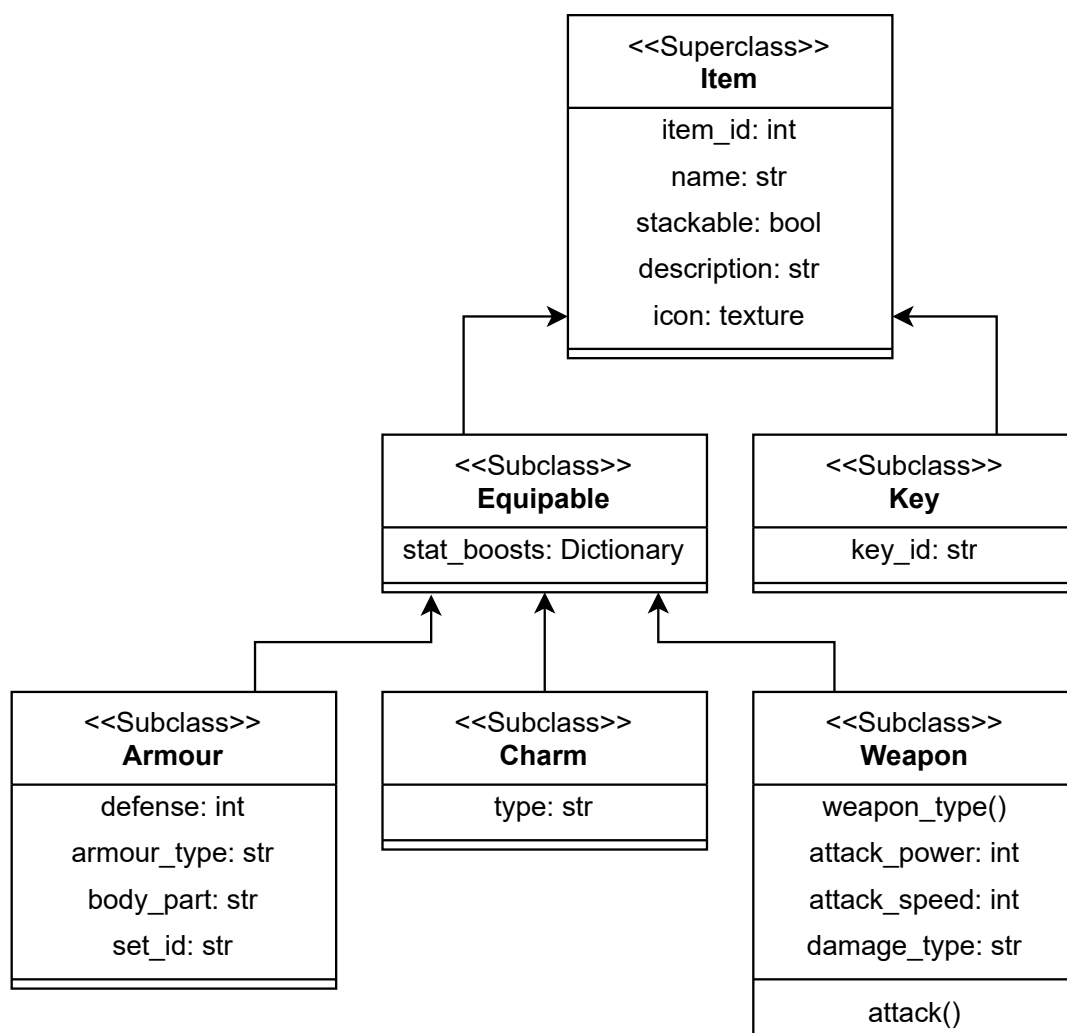 <<Superclass>>
Item
item_id: int
name: str
stackable: bool
description: str
icon: texture
<<Subclass>>
Equipable
stat_boosts: Dictionary
<<Subclass>>
Key
key_id: str
<<Subclass>>
Armour
defense: int
armour_type: str
body_part: str
set_id: str
<<Subclass>>
Charm
type: str
<<Subclass>>
Weapon
weapon_type()
attack_power: int
attack_speed: int
damage_type: str
attack()